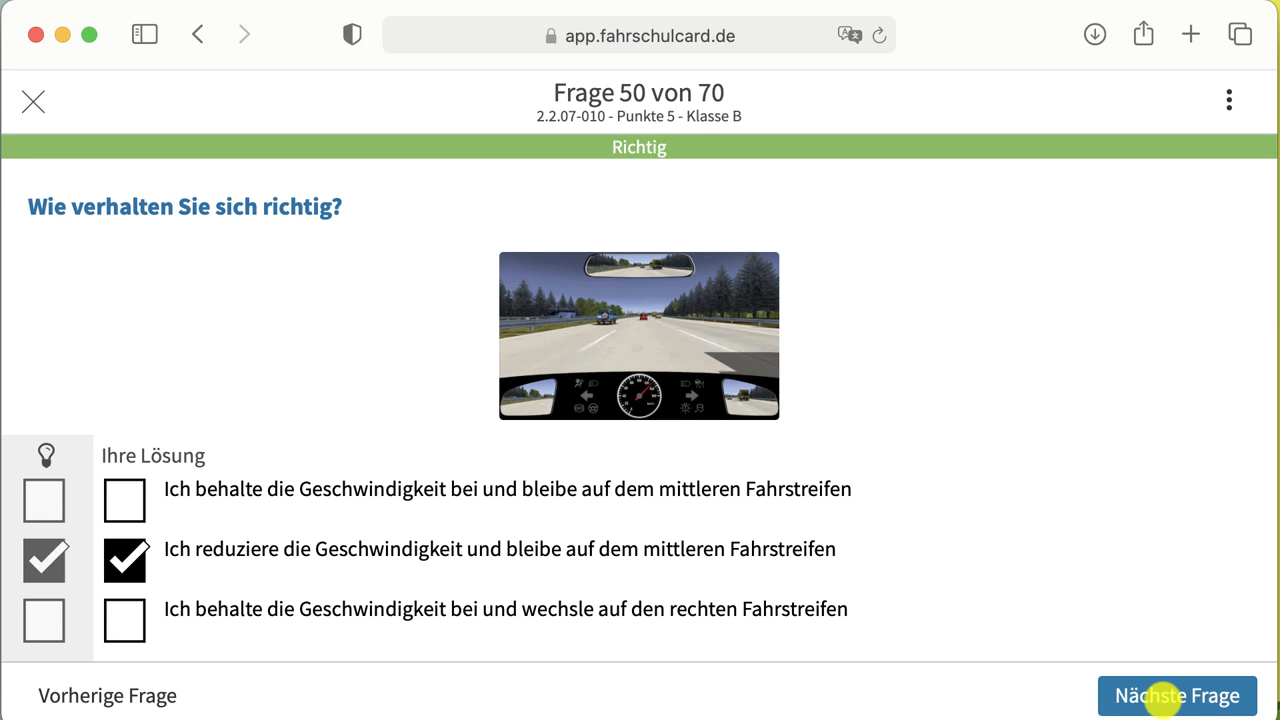 app.fahrschulcard.de
Frage 50 von 70
2.2.07-010 - Punkte 5 - Klasse B
Richtig
Wie verhalten Sie sich richtig?
Ihre Lösung
Ich behalte die Geschwindigkeit bei und bleibe auf dem mittleren Fahrstreifen
Ich reduziere die Geschwindigkeit und bleibe auf dem mittleren Fahrstreifen
Ich behalte die Geschwindigkeit bei und wechsle auf den rechten Fahrstreifen
Vorherige Frage
Nächste Frage